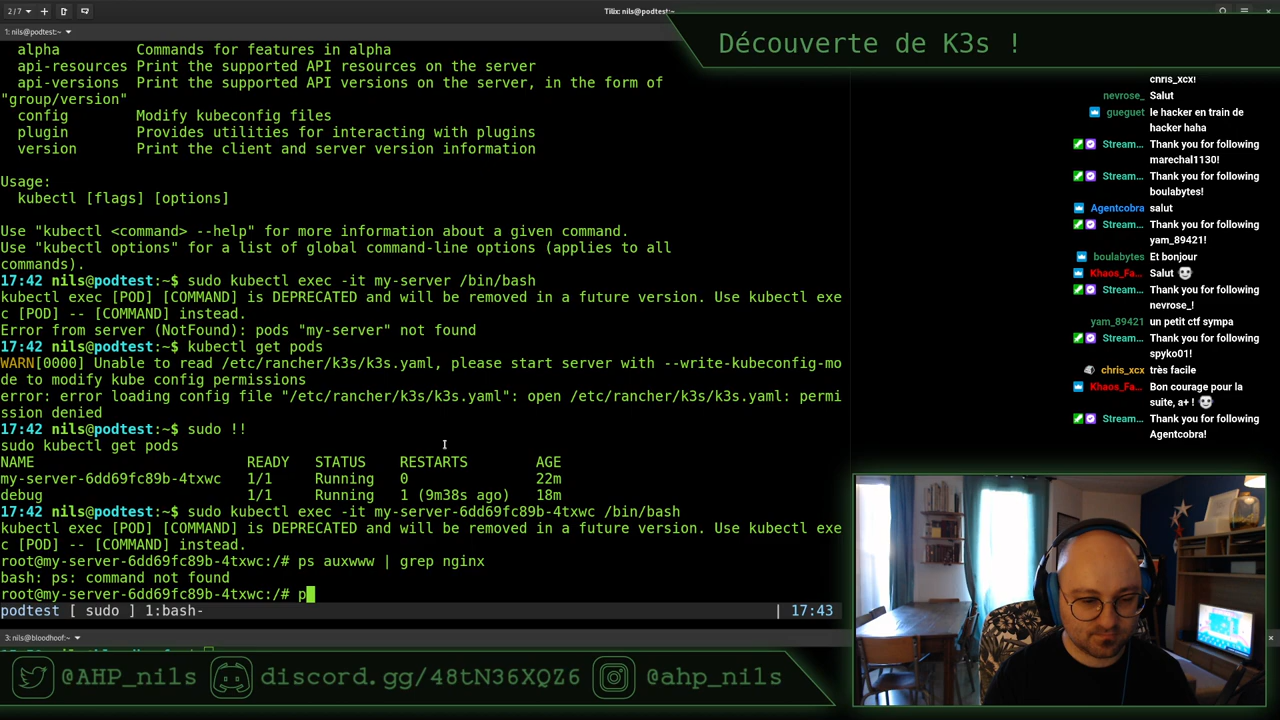 2/7
Tilix: nils@podtest:~
1: nils@podtest:~
Découverte de K3s !
alpha Commands for features in alpha
api-resources Print the supported API resources on the server
api-versions Print the supported API versions on the server, in the form of
"group/version"
config Modify kubeconfig files
plugin Provides utilities for interacting with plugins
version Print the client and server version information
Usage:
kubectl [flags] [options]
Use "kubectl <command> --help" for more information about a given command.
Use "kubectl options" for a list of global command-line options (applies to all
commands).
17:42 nils@podtest:~$ sudo kubectl exec -it my-server /bin/bash
kubectl exec [POD] [COMMAND] is DEPRECATED and will be removed in a future version. Use kubectl exe
c [POD] -- [COMMAND] instead.
Error from server (NotFound): pods "my-server" not found
17:42 nils@podtest:~$ kubectl get pods
WARN[0000] Unable to read /etc/rancher/k3s/k3s.yaml, please start server with --write-kubeconfig-mo
de to modify kube config permissions
error: error loading config file "/etc/rancher/k3s/k3s.yaml": open /etc/rancher/k3s/k3s.yaml: permi
ssion denied
17:42 nils@podtest:~$ sudo !!
sudo kubectl get pods
NAME READY STATUS RESTARTS AGE
my-server-6dd69fc89b-4txwc 1/1 Running 0 22m
debug 1/1 Running 1 (9m38s ago) 18m
17:42 nils@podtest:~$ sudo kubectl exec -it my-server-6dd69fc89b-4txwc /bin/bash
kubectl exec [POD] [COMMAND] is DEPRECATED and will be removed in a future version. Use kubectl exe
c [POD] -- [COMMAND] instead.
root@my-server-6dd69fc89b-4txwc:/# ps auxwww | grep nginx
bash: ps: command not found
root@my-server-6dd69fc89b-4txwc:/# p
podtest [ sudo ] 1:bash- | 17:43
3: nils@bloodhoof:~
chris_xcx!
nevrose_ Salut
gueguet le hacker en train de
hacker haha
Stream... Thank you for following
marechal1130!
Stream... Thank you for following
boulabytes!
Agentcobra salut
Stream... Thank you for following
yam_89421!
boulabytes Et bonjour
Khaos_Fa... Salut
Stream... Thank you for following
nevrose_!
yam_89421 un petit ctf sympa
Stream... Thank you for following
spyko01!
chris_xcx très facile
Khaos_Fa... Bon courage pour la
suite, a+ !
Stream... Thank you for following
Agentcobra!
@AHP_nils discord.gg/48tN36XQZ6 @ahp_nils